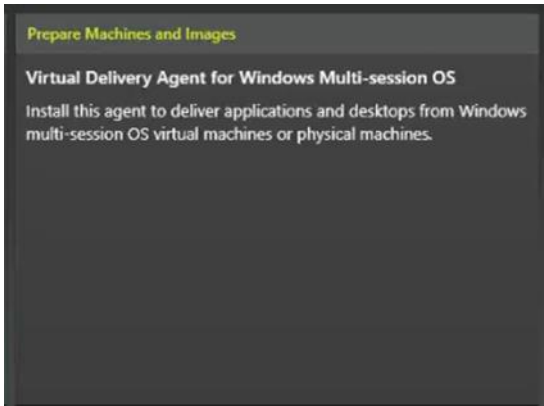 Prepare Machines and Images
Virtual Delivery Agent for Windows Multi-session OS
Install this agent to deliver applications and desktops from Windows
multi-session OS virtual machines or physical machines.